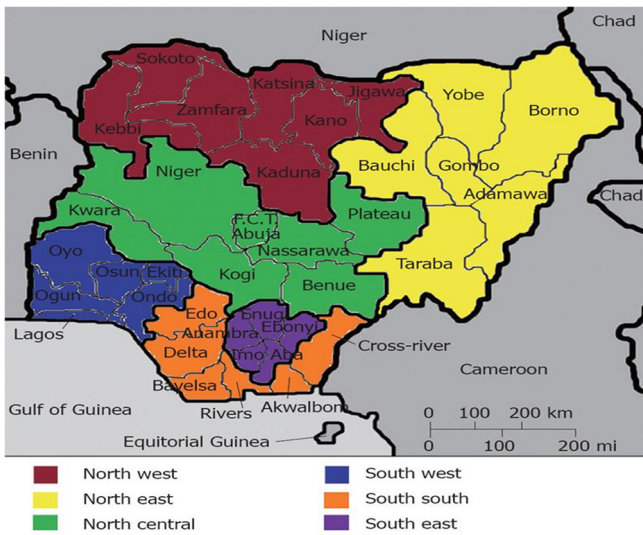 Chad
Niger
Sokoto
Katsina
Jigawa
Yobe
Borno
Zamfara
Kano
Kebbi
Benin
Niger
Kaduna
Bauchi
Gombo
Adamawa
Chad
Kwara
F.C.T.
Abuja
Plateau
Nassarawa
Oyo
Taraba
Osun
Ekiti
Kogi
Benue
Ogun
Ondo
Edo
Enugi
Ebonyi
Lagos
Anambra
Delta
Imo
Aba
Cross-river
Cameroon
Bayelsa
Gulf of Guinea
Rivers
Akwalbom
Equitorial Guinea
0 100 200 km
0 100 200 mi
North west
North east
North central
South west
South south
South east